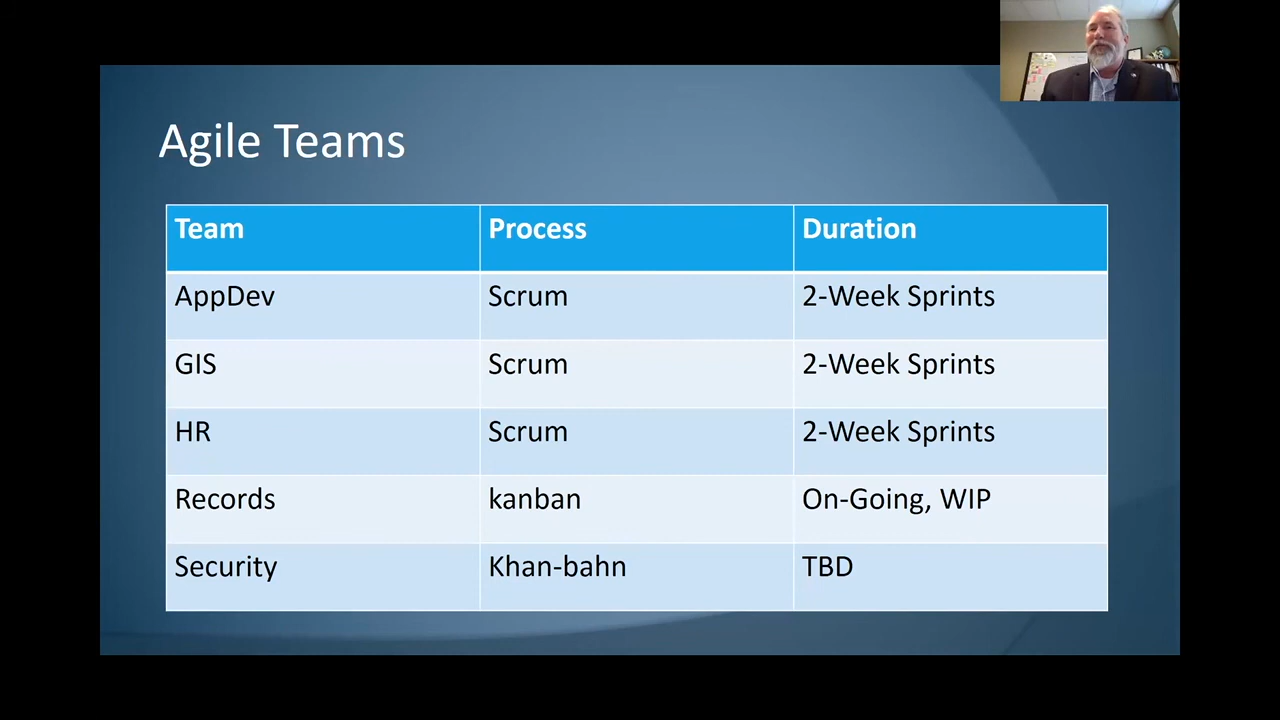 Agile Teams
Team Process Duration
AppDev Scrum 2-Week Sprints
GIS Scrum 2-Week Sprints
HR Scrum 2-Week Sprints
Records kanban On-Going, WIP
Security Khan-bahn TBD